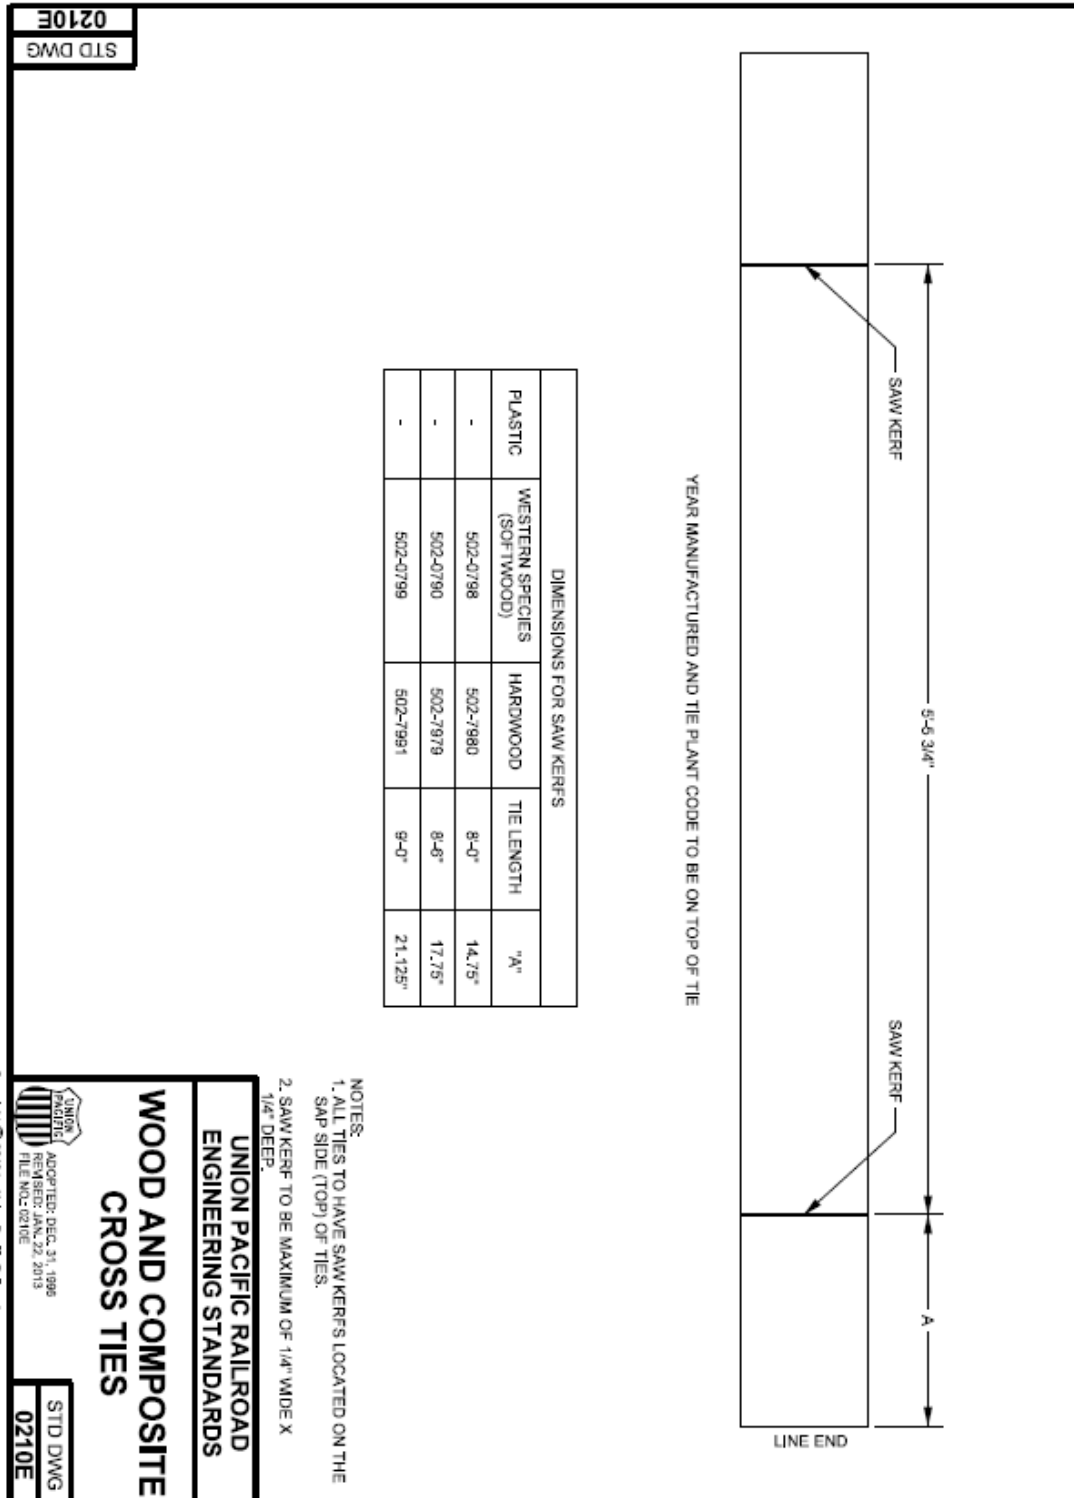 0210E
STD DWG
SAW KERF
SAW KERF
5'-6 3/4"
A
LINE END
YEAR MANUFACTURED AND TIE PLANT CODE TO BE ON TOP OF TIE
DIMENSIONS FOR SAW KERFS
PLASTIC WESTERN SPECIES (SOFTWOOD) HARDWOOD TIE LENGTH "A"
- 502-0798 502-7980 8'-0" 14.75"
- 502-0790 502-7979 8'-6" 17.75"
- 502-0799 502-7991 9'-0" 21.125"
NOTES:
1. ALL TIES TO HAVE SAW KERFS LOCATED ON THE
SAP SIDE (TOP) OF TIES.
2. SAW KERF TO BE MAXIMUM OF 1/4" WIDE X
1/4" DEEP.
UNION PACIFIC RAILROAD
ENGINEERING STANDARDS
WOOD AND COMPOSITE
CROSS TIES
UNION
PACIFIC
ADOPTED: DEC. 31, 1996
REVISED: JAN. 22, 2013
FILE NO.: 0210E
STD DWG
0210E